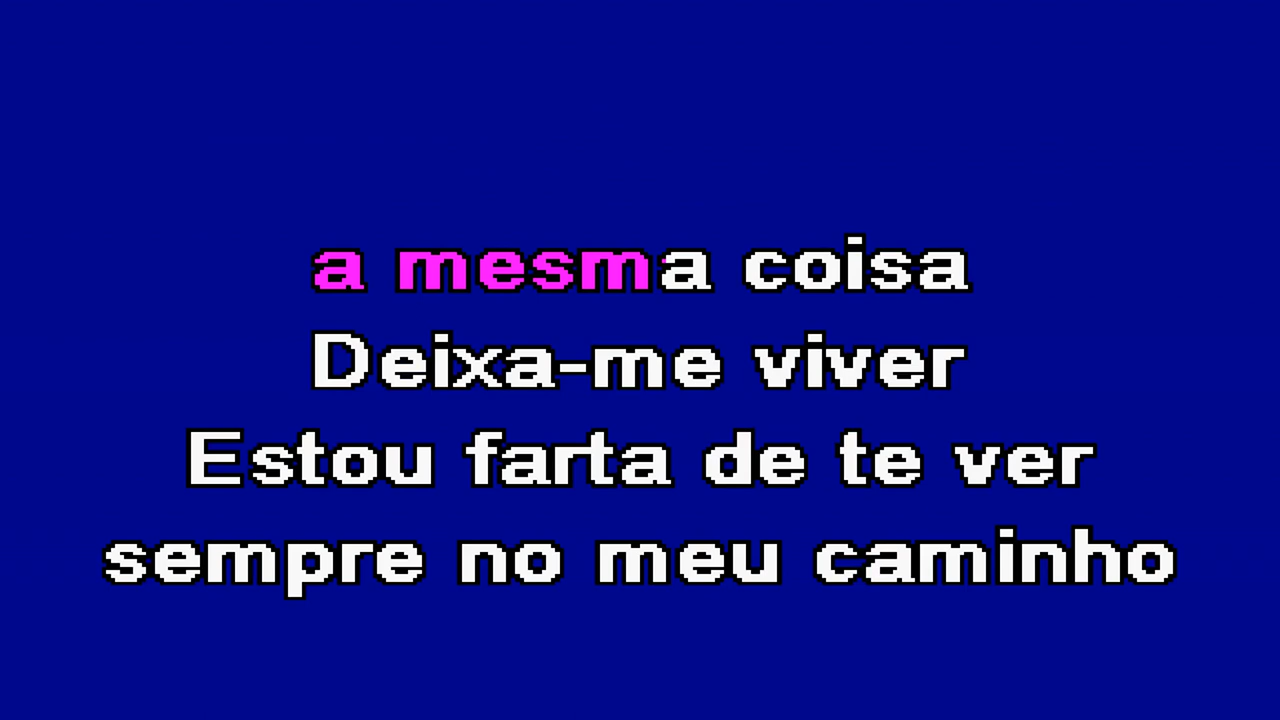 a mesma coisa
Deixa-me viver
Estou farta de te ver
sempre no meu caminho